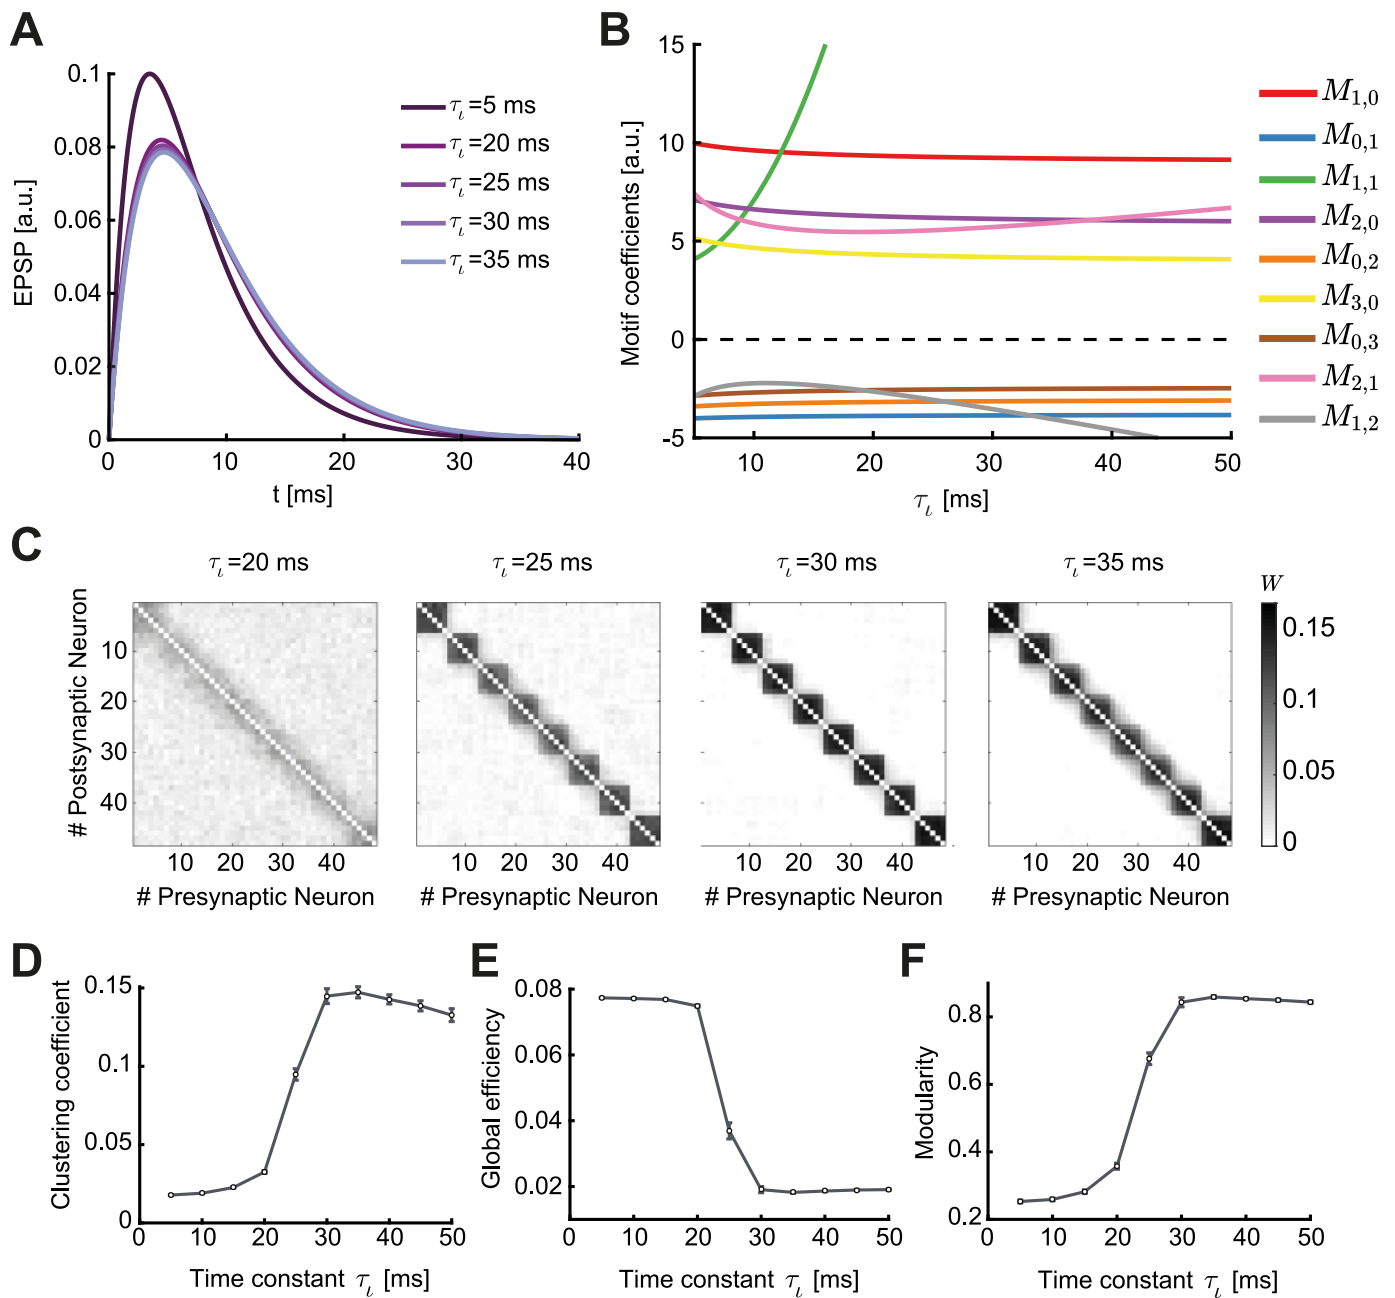 A
0.1
0.08
0.06
0.04
0.02
0
EPSP [a.u.]
0 10 20 30 40
t [ms]
τι=5 ms
τι=20 ms
τι=25 ms
τι=30 ms
τι=35 ms
B
15
10
5
0
-5
Motif coefficients [a.u.]
10 20 30 40 50
τι [ms]
M1,0
M0,1
M1,1
M2,0
M0,2
M3,0
M0,3
M2,1
M1,2
C
τι=20 ms τι=25 ms τι=30 ms τι=35 ms
# Postsynaptic Neuron
10
20
30
40
10 20 30 40 10 20 30 40 10 20 30 40 10 20 30 40
# Presynaptic Neuron # Presynaptic Neuron # Presynaptic Neuron # Presynaptic Neuron
W
0.15
0.1
0.05
0
D
0.15
0.1
0.05
0
Clustering coefficient
0 10 20 30 40 50
Time constant τι [ms]
E
0.08
0.06
0.04
0.02
Global efficiency
0 10 20 30 40 50
Time constant τι [ms]
F
0.8
0.6
0.4
0.2
Modularity
0 10 20 30 40 50
Time constant τι [ms]